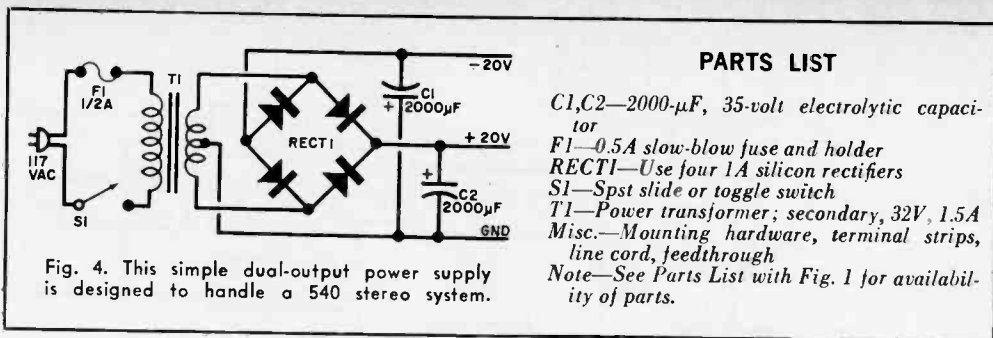 F1
1/2A
T1
117
VAC
S1
RECT1
C1
+ 2000μF
-20V
+20V
+
C2
2000μF
GND
Fig. 4. This simple dual-output power supply
is designed to handle a 540 stereo system.
PARTS LIST
C1,C2—2000-μF, 35-volt electrolytic capaci-
tor
F1—0.5A slow-blow fuse and holder
RECT1—Use four 1A silicon rectifiers
S1—Spst slide or toggle switch
T1—Power transformer; secondary, 32V, 1.5A
Misc.—Mounting hardware, terminal strips,
line cord, feedthrough
Note—See Parts List with Fig. 1 for availabil-
ity of parts.